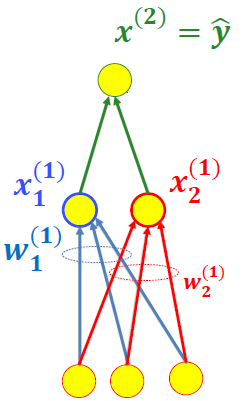 x^(2) = ŷ
x_1^(1) x_2^(1)
w_1^(1)
w_2^(1)